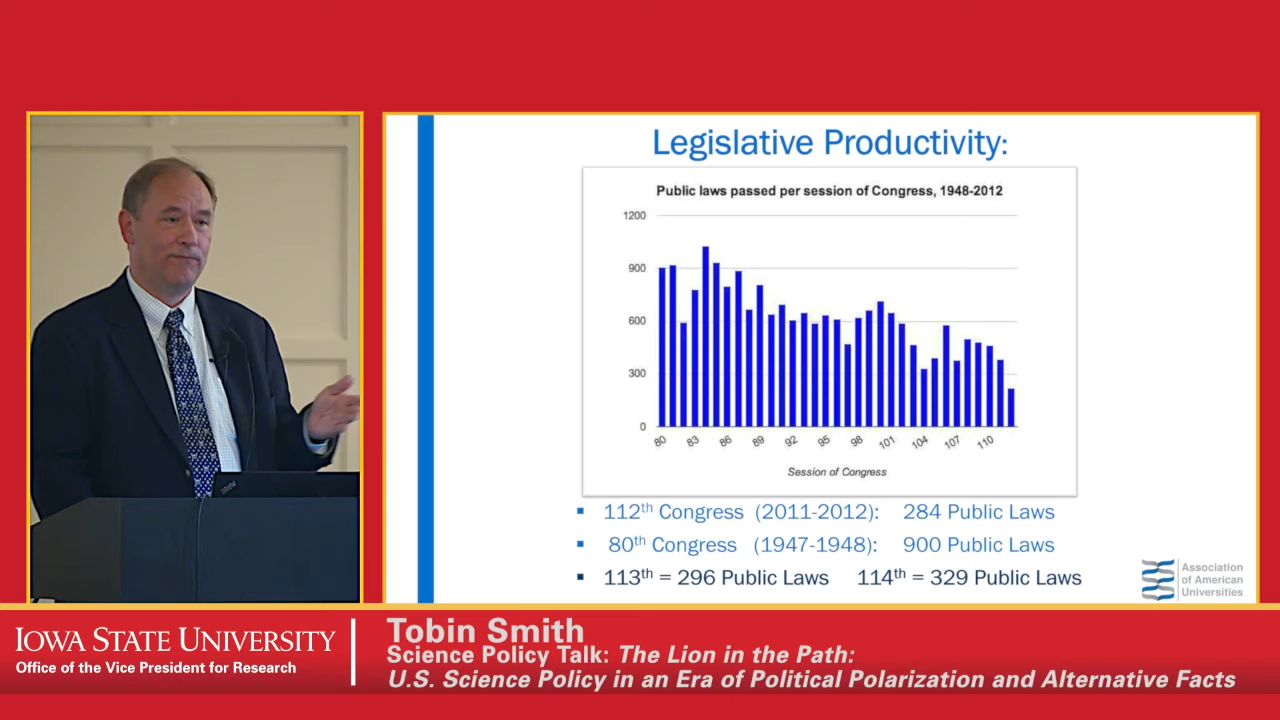 Legislative Productivity:
Public laws passed per session of Congress, 1948-2012
1200
900
600
300
0
80 83 86 89 92 95 98 101 104 107 110
Session of Congress
▪ 112th Congress (2011-2012): 284 Public Laws
▪ 80th Congress (1947-1948): 900 Public Laws
▪ 113th = 296 Public Laws 114th = 329 Public Laws
Association
of American
Universities
ThinkPad
IOWA STATE UNIVERSITY
Office of the Vice President for Research
Tobin Smith
Science Policy Talk: The Lion in the Path:
U.S. Science Policy in an Era of Political Polarization and Alternative Facts